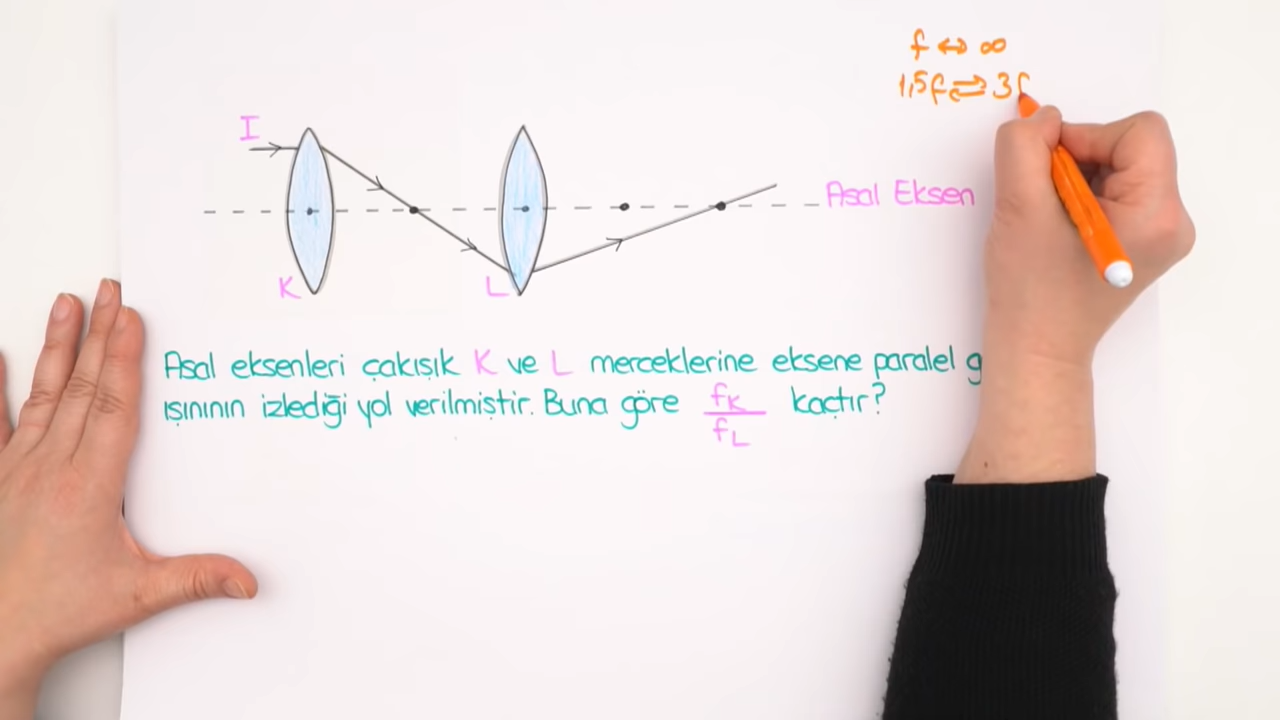 f ↔ ∞
1,5f ⇄ 3f
I
Asal Eksen
K
L
Asal eksenleri çakışık K ve L merceklerine eksene paralel
ışınının izlediği yol verilmiştir. Buna göre fK/fL kaçtır?